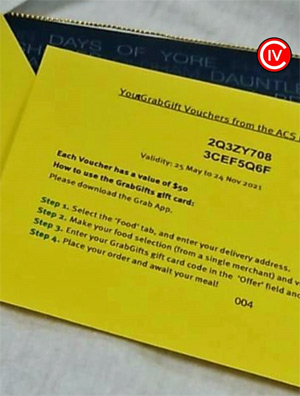 DAYS OF YORE
DAUNTL
CIV
Your GrabGift Vouchers from the ACS
2Q3ZY708
3CEF5Q6F
Validity: 25 May to 24 Nov 2021
Each Voucher has a value of $50
How to use the GrabGifts gift card:
Please download the Grab App.
Step 1. Select the "Food" tab, and enter your delivery address.
Step 2. Make your food selection (from a single merchant) and
Step 3. Enter your GrabGifts gift card code in the "Offer" field and
Step 4. Place your order and await your meal!
004